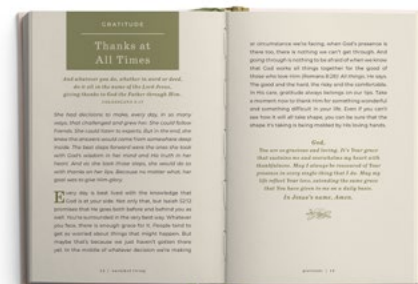 GRATITUDE
Thanks at
All Times
And whatever you do, whether in word or deed,
do it all in the name of the Lord Jesus,
giving thanks to God the Father through Him.
COLOSSIANS 3:17
She had decisions to make, every day, in so many
ways, that challenged and grew her. She could follow
friends. She could listen to experts. But in the end, she
knew the answers would come from somewhere deep
inside. The best steps forward were the ones she took
with God's wisdom in her mind and His truth in her
heart. And as she took those steps, she would do so
with thanks on her lips. Because no matter what, her
goal was to give Him glory.
Every day is best lived with the knowledge that
God is at your side. Not only that, but Isaiah 52:12
promises that He goes both before and behind you as
well. You're surrounded in the very best way. Whatever
you face, there is enough grace for it. People tend to
get so worried about things that might happen. But
maybe that's because we just haven't gotten there
yet. In the middle of whatever decision we're making
or circumstance we're facing, when God's presence is
there too, there is nothing we can't get through. And
going through is nothing to be afraid of when we know
that God works all things together for the good of
those who love Him (Romans 8:28). All things, He says.
The good and the hard, the risky and the comfortable.
In His care, gratitude always belongs on our lips. Take
a moment now to thank Him for something wonderful
and something difficult in your life. Even if you can't
see how it will all take shape, you can be sure that the
shape it's taking is being molded by His loving hands.
God,
You are so gracious and loving. It's Your grace
that sustains me and overwhelms my heart with
thankfulness. May I always be reassured of Your
promises in every single thing that I do. May my
life reflect Your love, extending the same grace
that You have given to me on a daily basis.
In Jesus's name. Amen.